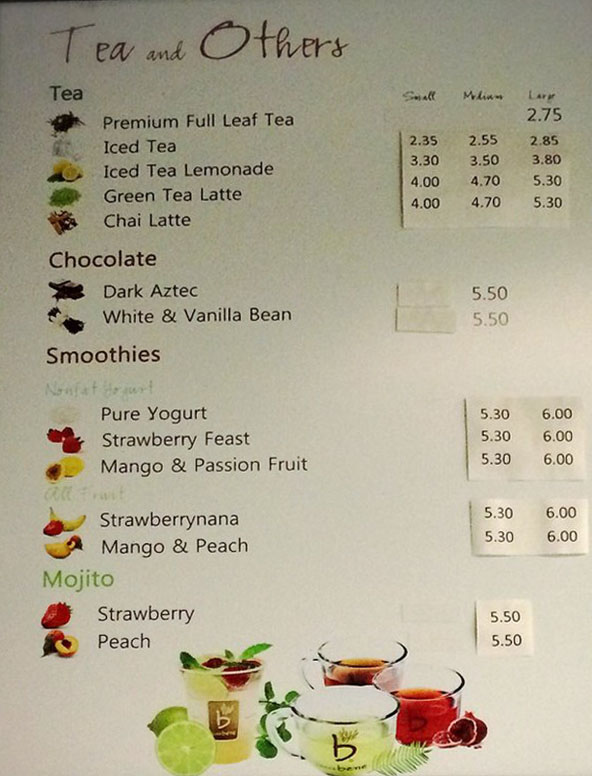 Tea and Others
Tea Small Medium Large
Premium Full Leaf Tea 2.75
Iced Tea 2.35 2.55 2.85
Iced Tea Lemonade 3.30 3.50 3.80
Green Tea Latte 4.00 4.70 5.30
Chai Latte 4.00 4.70 5.30
Chocolate
Dark Aztec 5.50
White & Vanilla Bean 5.50
Smoothies
Nonfat Yogurt
Pure Yogurt 5.30 6.00
Strawberry Feast 5.30 6.00
Mango & Passion Fruit 5.30 6.00
All Fruit
Strawberrynana 5.30 6.00
Mango & Peach 5.30 6.00
Mojito
Strawberry 5.50
Peach 5.50
b
b
b